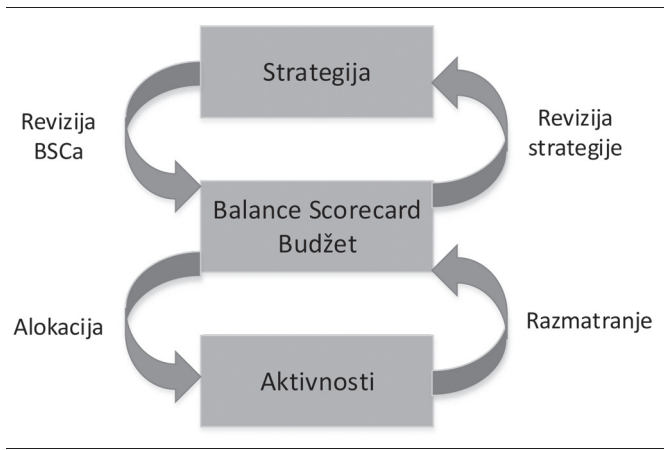 Strategija
Revizija
BSCa
Revizija
strategije
Balance Scorecard
Budžet
Alokacija
Razmatranje
Aktivnosti